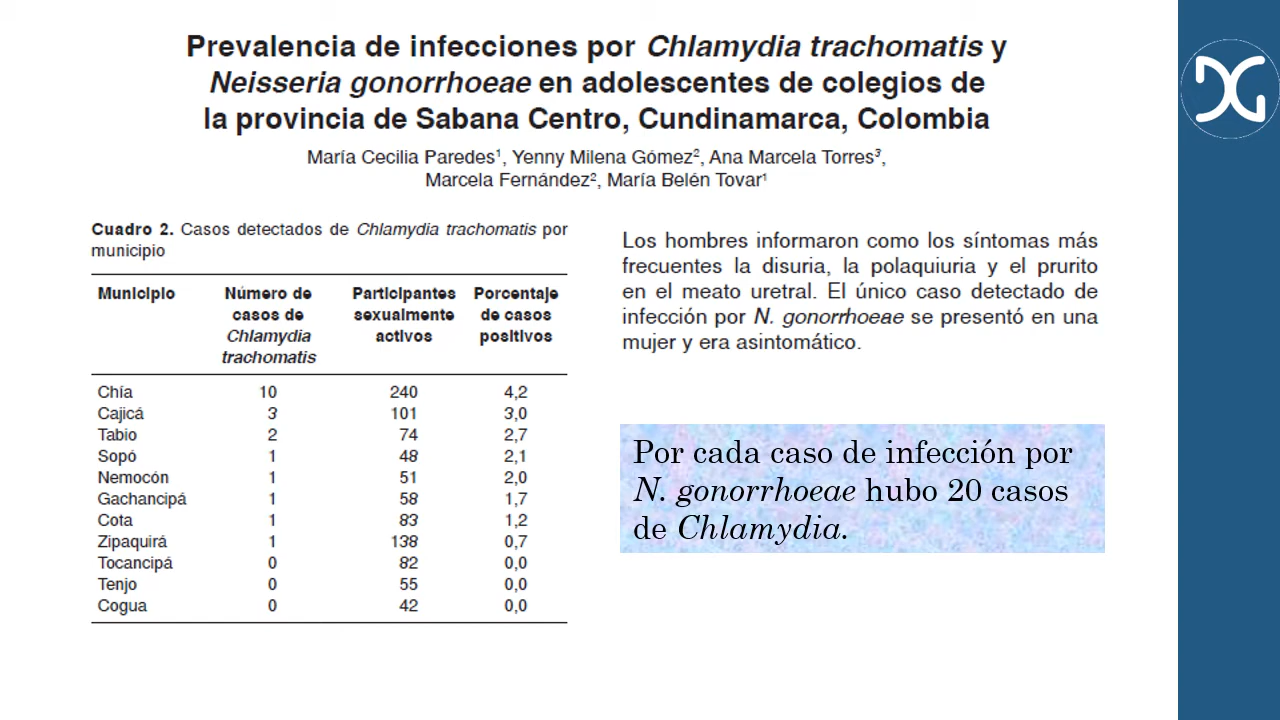 Prevalencia de infecciones por Chlamydia trachomatis y
Neisseria gonorrhoeae en adolescentes de colegios de
la provincia de Sabana Centro, Cundinamarca, Colombia
María Cecilia Paredes¹, Yenny Milena Gómez², Ana Marcela Torres³,
Marcela Fernández², María Belén Tovar¹
Cuadro 2. Casos detectados de Chlamydia trachomatis por
municipio
Municipio Número de Participantes Porcentaje
casos de sexualmente de casos
Chlamydia activos positivos
trachomatis
Chía 10 240 4,2
Cajicá 3 101 3,0
Tabio 2 74 2,7
Sopó 1 48 2,1
Nemocón 1 51 2,0
Gachancipá 1 58 1,7
Cota 1 83 1,2
Zipaquirá 1 138 0,7
Tocancipá 0 82 0,0
Tenjo 0 55 0,0
Cogua 0 42 0,0
Los hombres informaron como los síntomas más
frecuentes la disuria, la polaquiuria y el prurito
en el meato uretral. El único caso detectado de
infección por N. gonorrhoeae se presentó en una
mujer y era asintomático.
Por cada caso de infección por
N. gonorrhoeae hubo 20 casos
de Chlamydia.